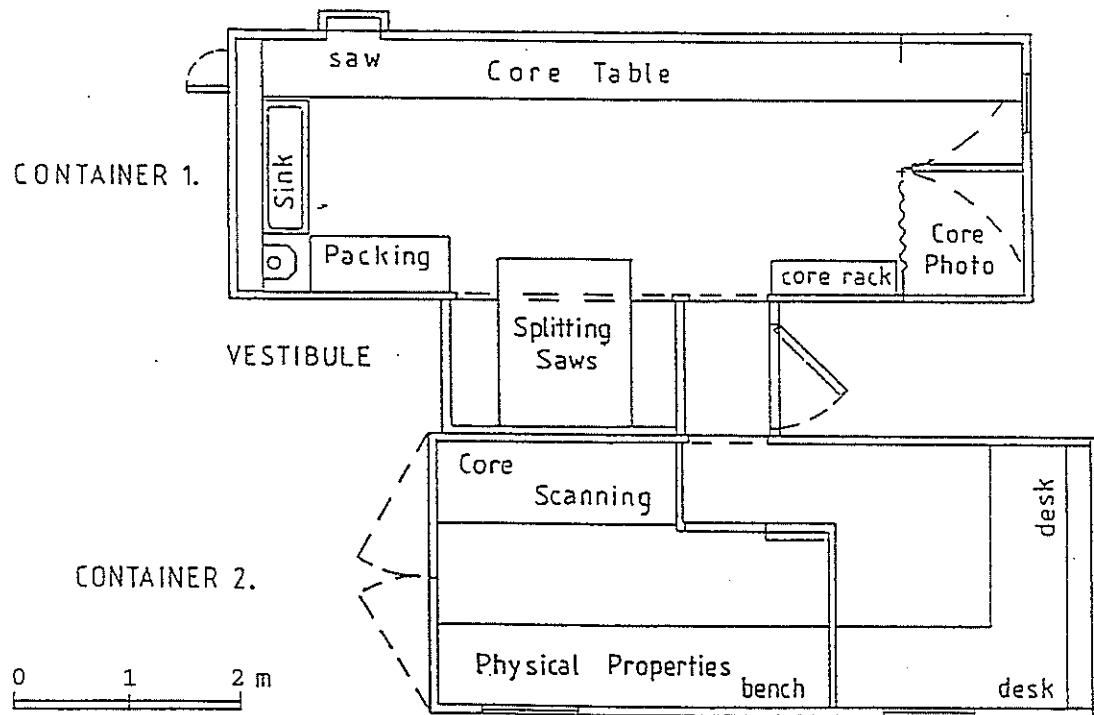 saw
Core Table
CONTAINER 1.
Sink
Packing
Core
Photo
core rack
VESTIBULE
Splitting
Saws
Core
Scanning
desk
CONTAINER 2.
0 1 2 m
Physical Properties
bench
desk